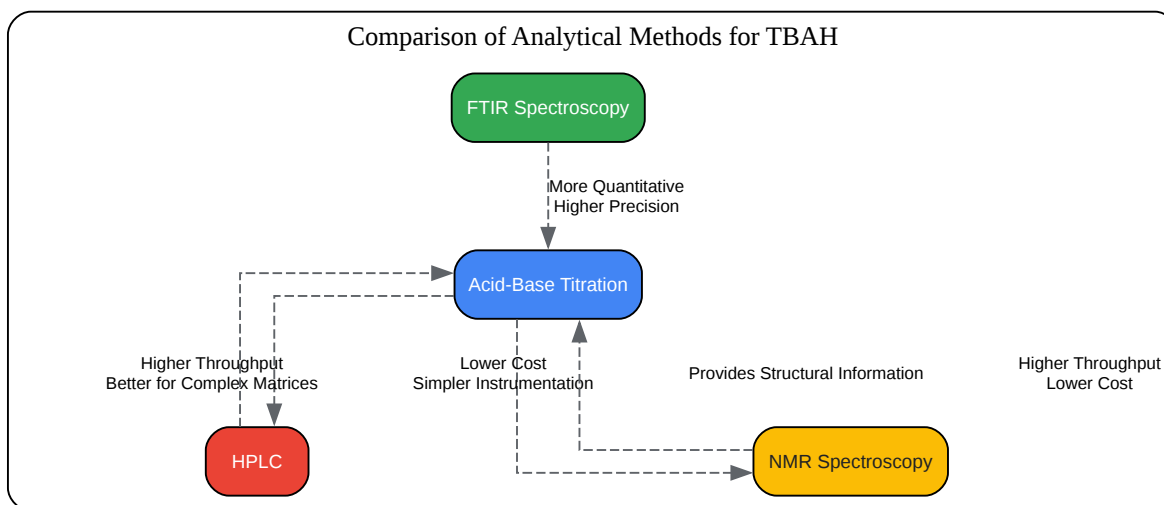 Comparison of Analytical Methods for TBAH
FTIR Spectroscopy
More Quantitative
Higher Precision
Acid-Base Titration
Higher Throughput
Better for Complex Matrices
Lower Cost
Simpler Instrumentation
Provides Structural Information
Higher Throughput
Lower Cost
HPLC
NMR Spectroscopy